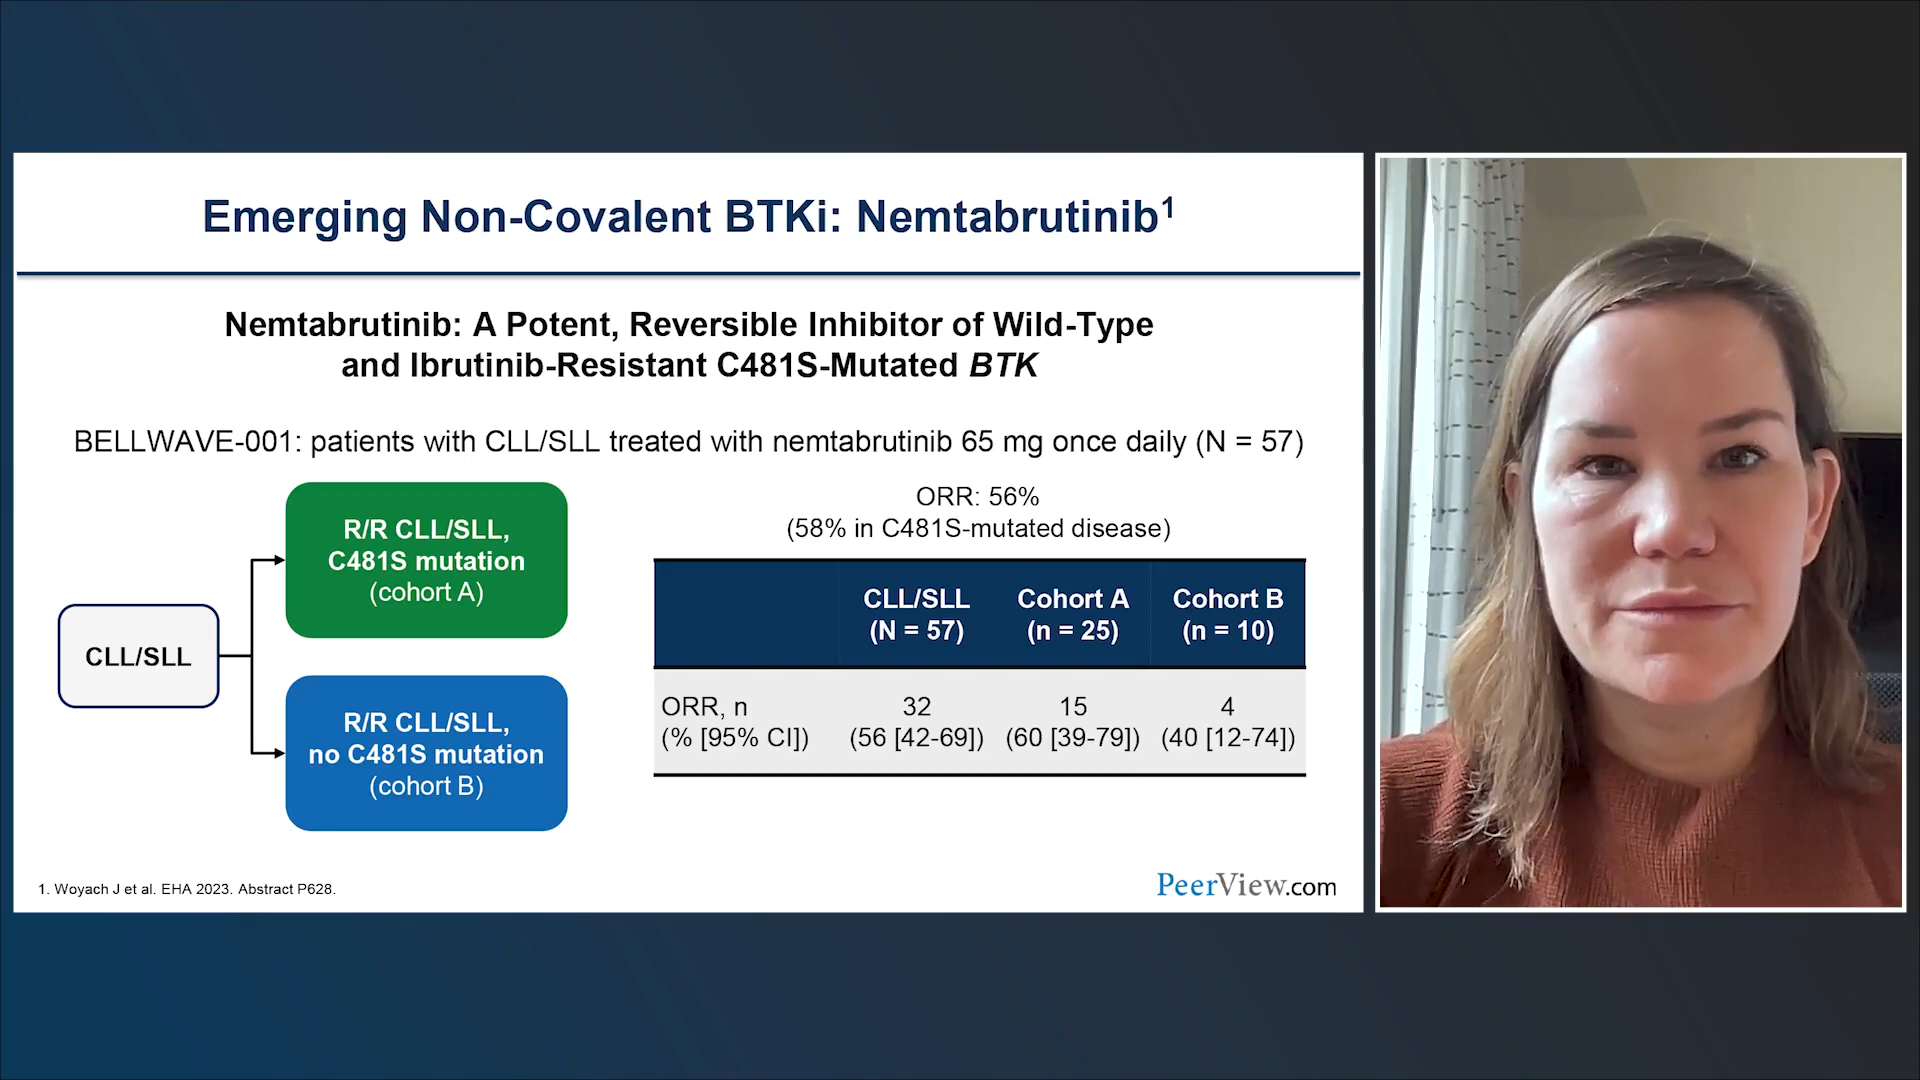 Emerging Non-Covalent BTKi: Nemtabrutinib1
Nemtabrutinib: A Potent, Reversible Inhibitor of Wild-Type
and Ibrutinib-Resistant C481S-Mutated BTK
BELLWAVE-001: patients with CLL/SLL treated with nemtabrutinib 65 mg once daily (N = 57)
CLL/SLL
R/R CLL/SLL,
C481S mutation
(cohort A)
R/R CLL/SLL,
no C481S mutation
(cohort B)
ORR: 56%
(58% in C481S-mutated disease)
CLL/SLL
(N = 57)
Cohort A
(n = 25)
Cohort B
(n = 10)
ORR, n
(% [95% CI])
32
(56 [42-69])
15
(60 [39-79])
4
(40 [12-74])
1. Woyach J et al. EHA 2023. Abstract P628.
PeerView.com